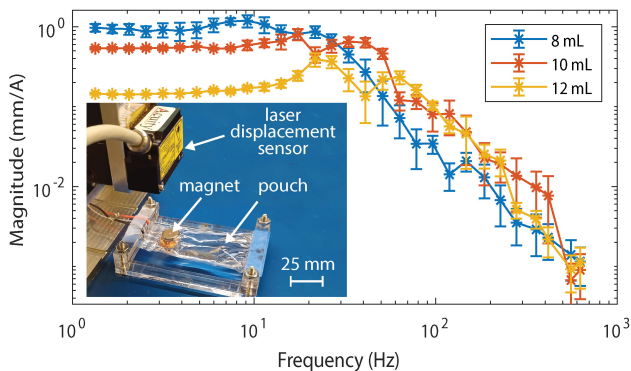 Magnitude (mm/A)
10^0
10^-2
8 mL
10 mL
12 mL
Acuity
laser
displacement
sensor
magnet
pouch
25 mm
10^0
10^1
10^2
10^3
Frequency (Hz)